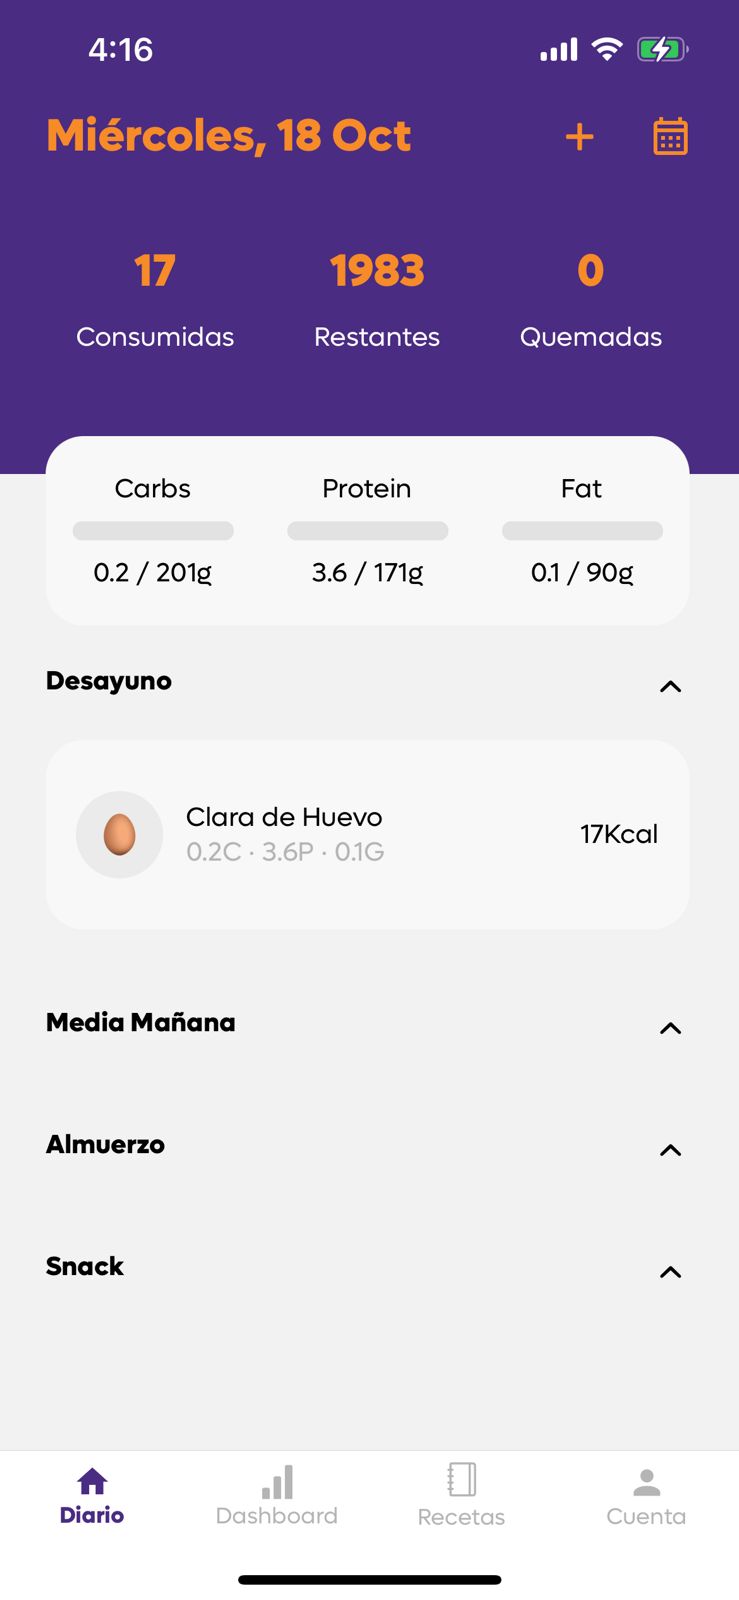 4:16
Miércoles, 18 Oct
17 1983 0
Consumidas Restantes Quemadas
Carbs Protein Fat
0.2 / 201g 3.6 / 171g 0.1 / 90g
Desayuno
Clara de Huevo
0.2C · 3.6P · 0.1G
17Kcal
Media Mañana
Almuerzo
Snack
Diario Dashboard Recetas Cuenta